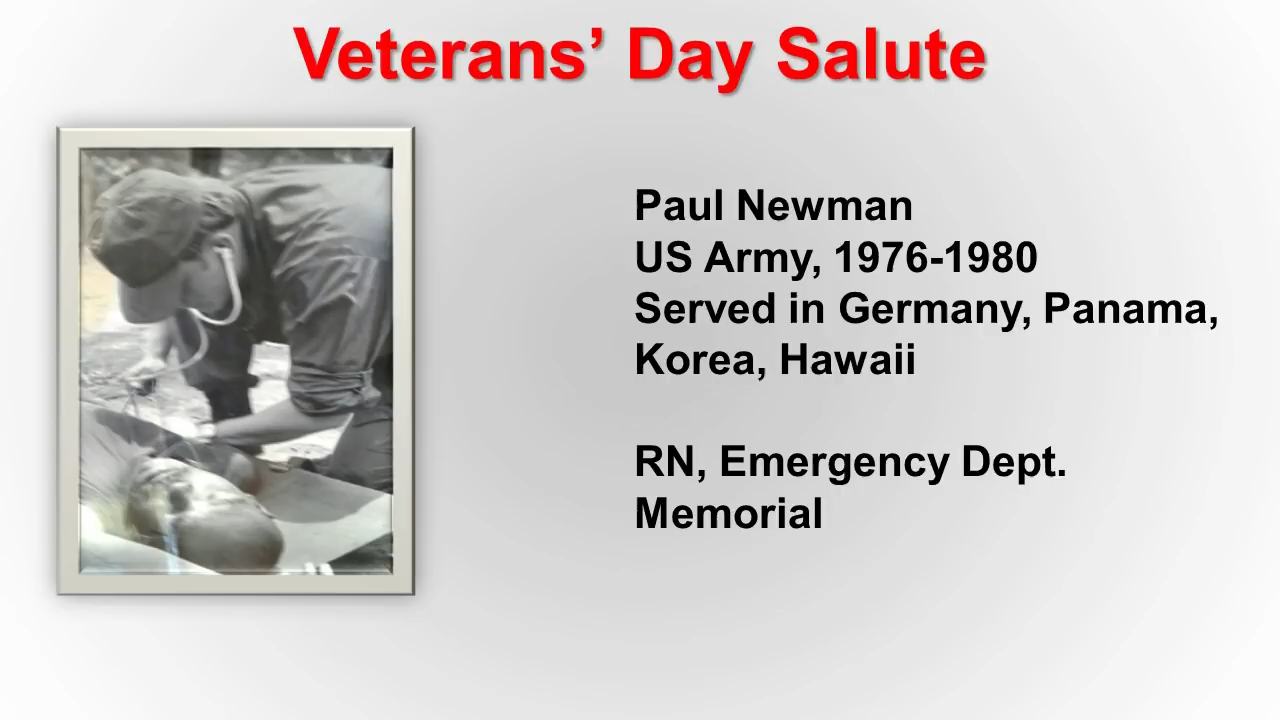 Veterans’ Day Salute
Paul Newman
US Army, 1976-1980
Served in Germany, Panama,
Korea, Hawaii
RN, Emergency Dept.
Memorial